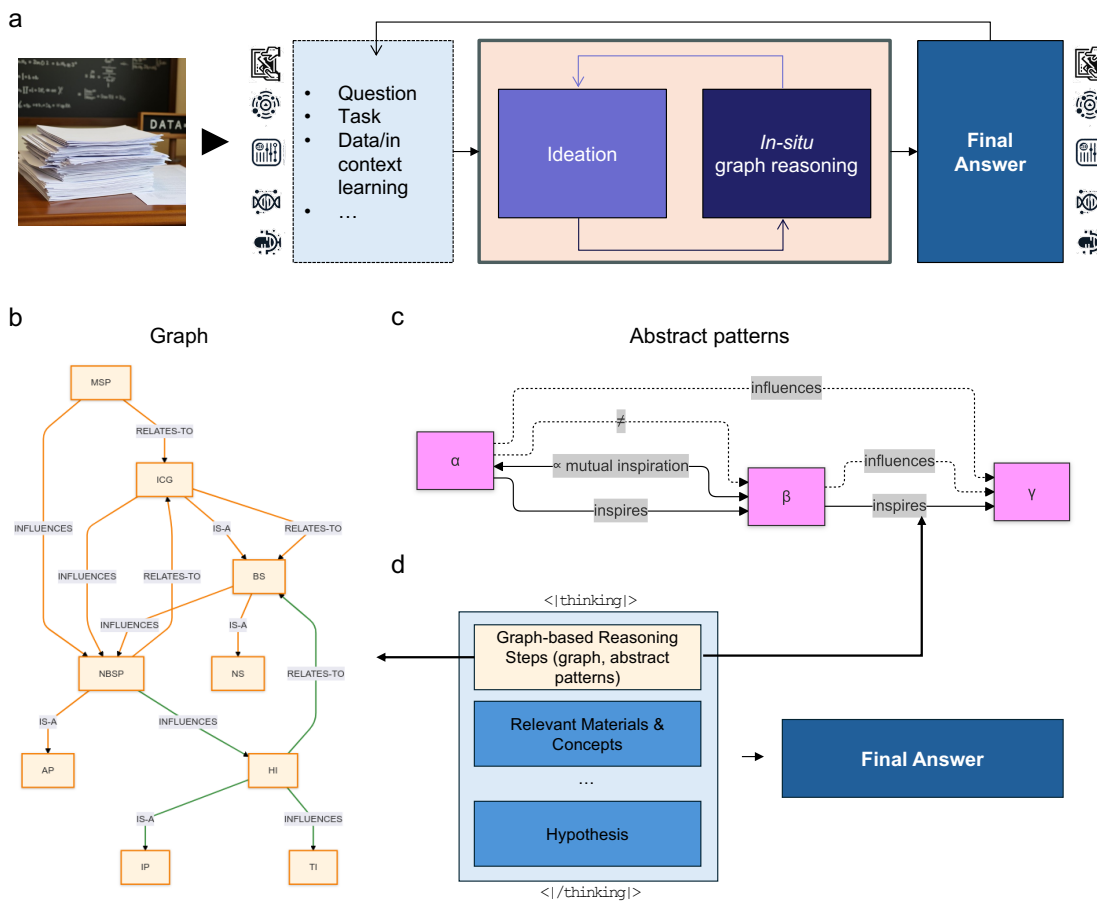 a
DATA
• Question
• Task
• Data/in
context
learning
• …
Ideation
In-situ
graph reasoning
Final
Answer
b
Graph
MSP
RELATES-TO
ICG
INFLUENCES
IS-A
RELATES-TO
INFLUENCES
RELATES-TO
BS
INFLUENCES
IS-A
NBSP
NS
RELATES-TO
IS-A
INFLUENCES
AP
HI
IS-A
INFLUENCES
IP
TI
c
Abstract patterns
influences
≠
α
∝ mutual inspiration
influences
β
γ
inspires
inspires
d
<|thinking|>
Graph-based Reasoning
Steps (graph, abstract
patterns)
Relevant Materials &
Concepts
…
Hypothesis
<|/thinking|>
Final Answer